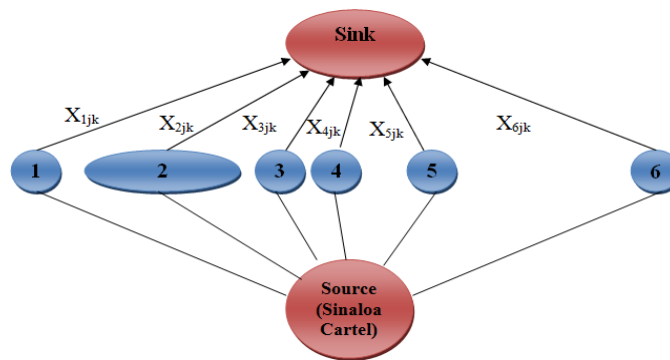 Sink
X1jk
X2jk
X3jk
X4jk
X5jk
X6jk
1
2
3
4
5
6
Source
(Sinaloa
Cartel)